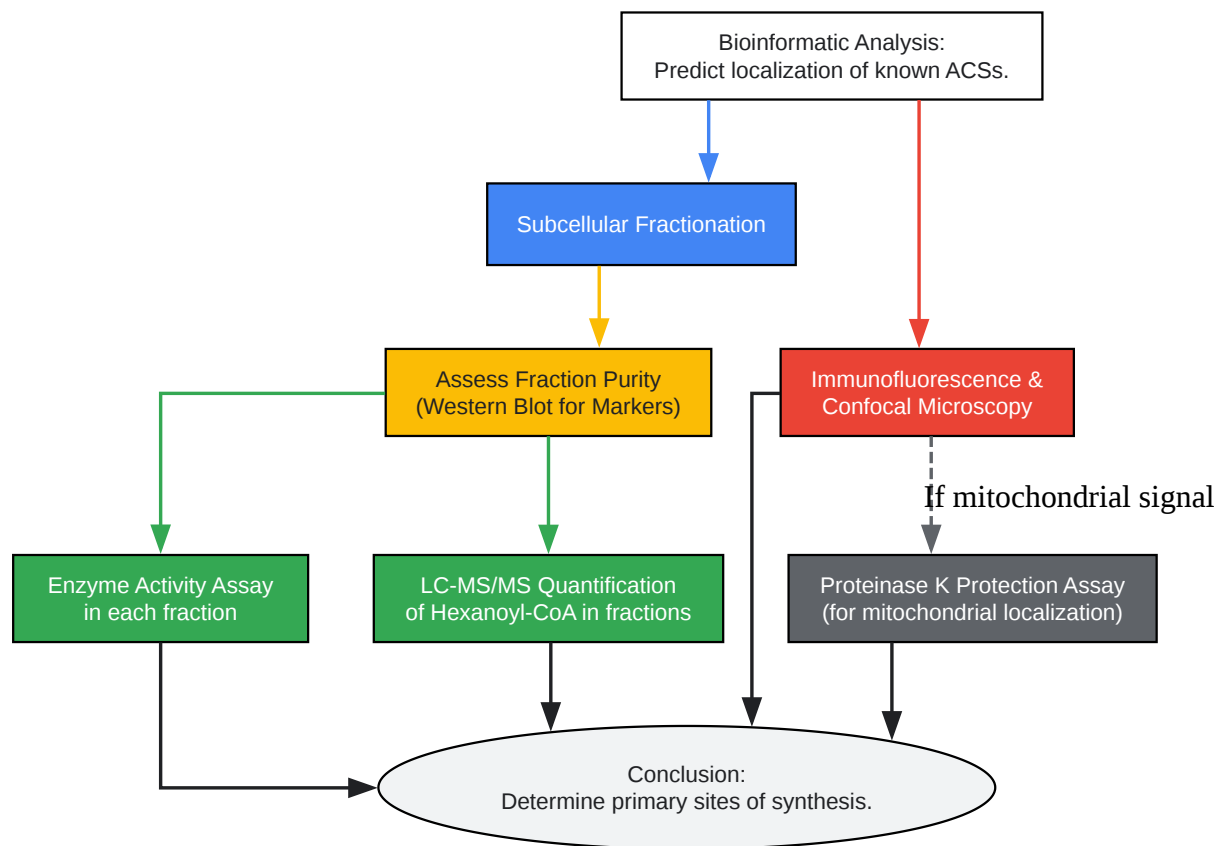 Bioinformatic Analysis:
Predict localization of known ACSs.
Subcellular Fractionation
Assess Fraction Purity
(Western Blot for Markers)
Immunofluorescence &
Confocal Microscopy
If mitochondrial signal
Enzyme Activity Assay
in each fraction
LC-MS/MS Quantification
of Hexanoyl-CoA in fractions
Proteinase K Protection Assay
(for mitochondrial localization)
Conclusion:
Determine primary sites of synthesis.